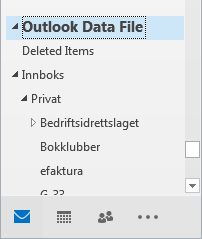 Outlook Data File
Deleted Items
Innboks
Privat
Bedriftsidrettslaget
Bokklubber
efaktura